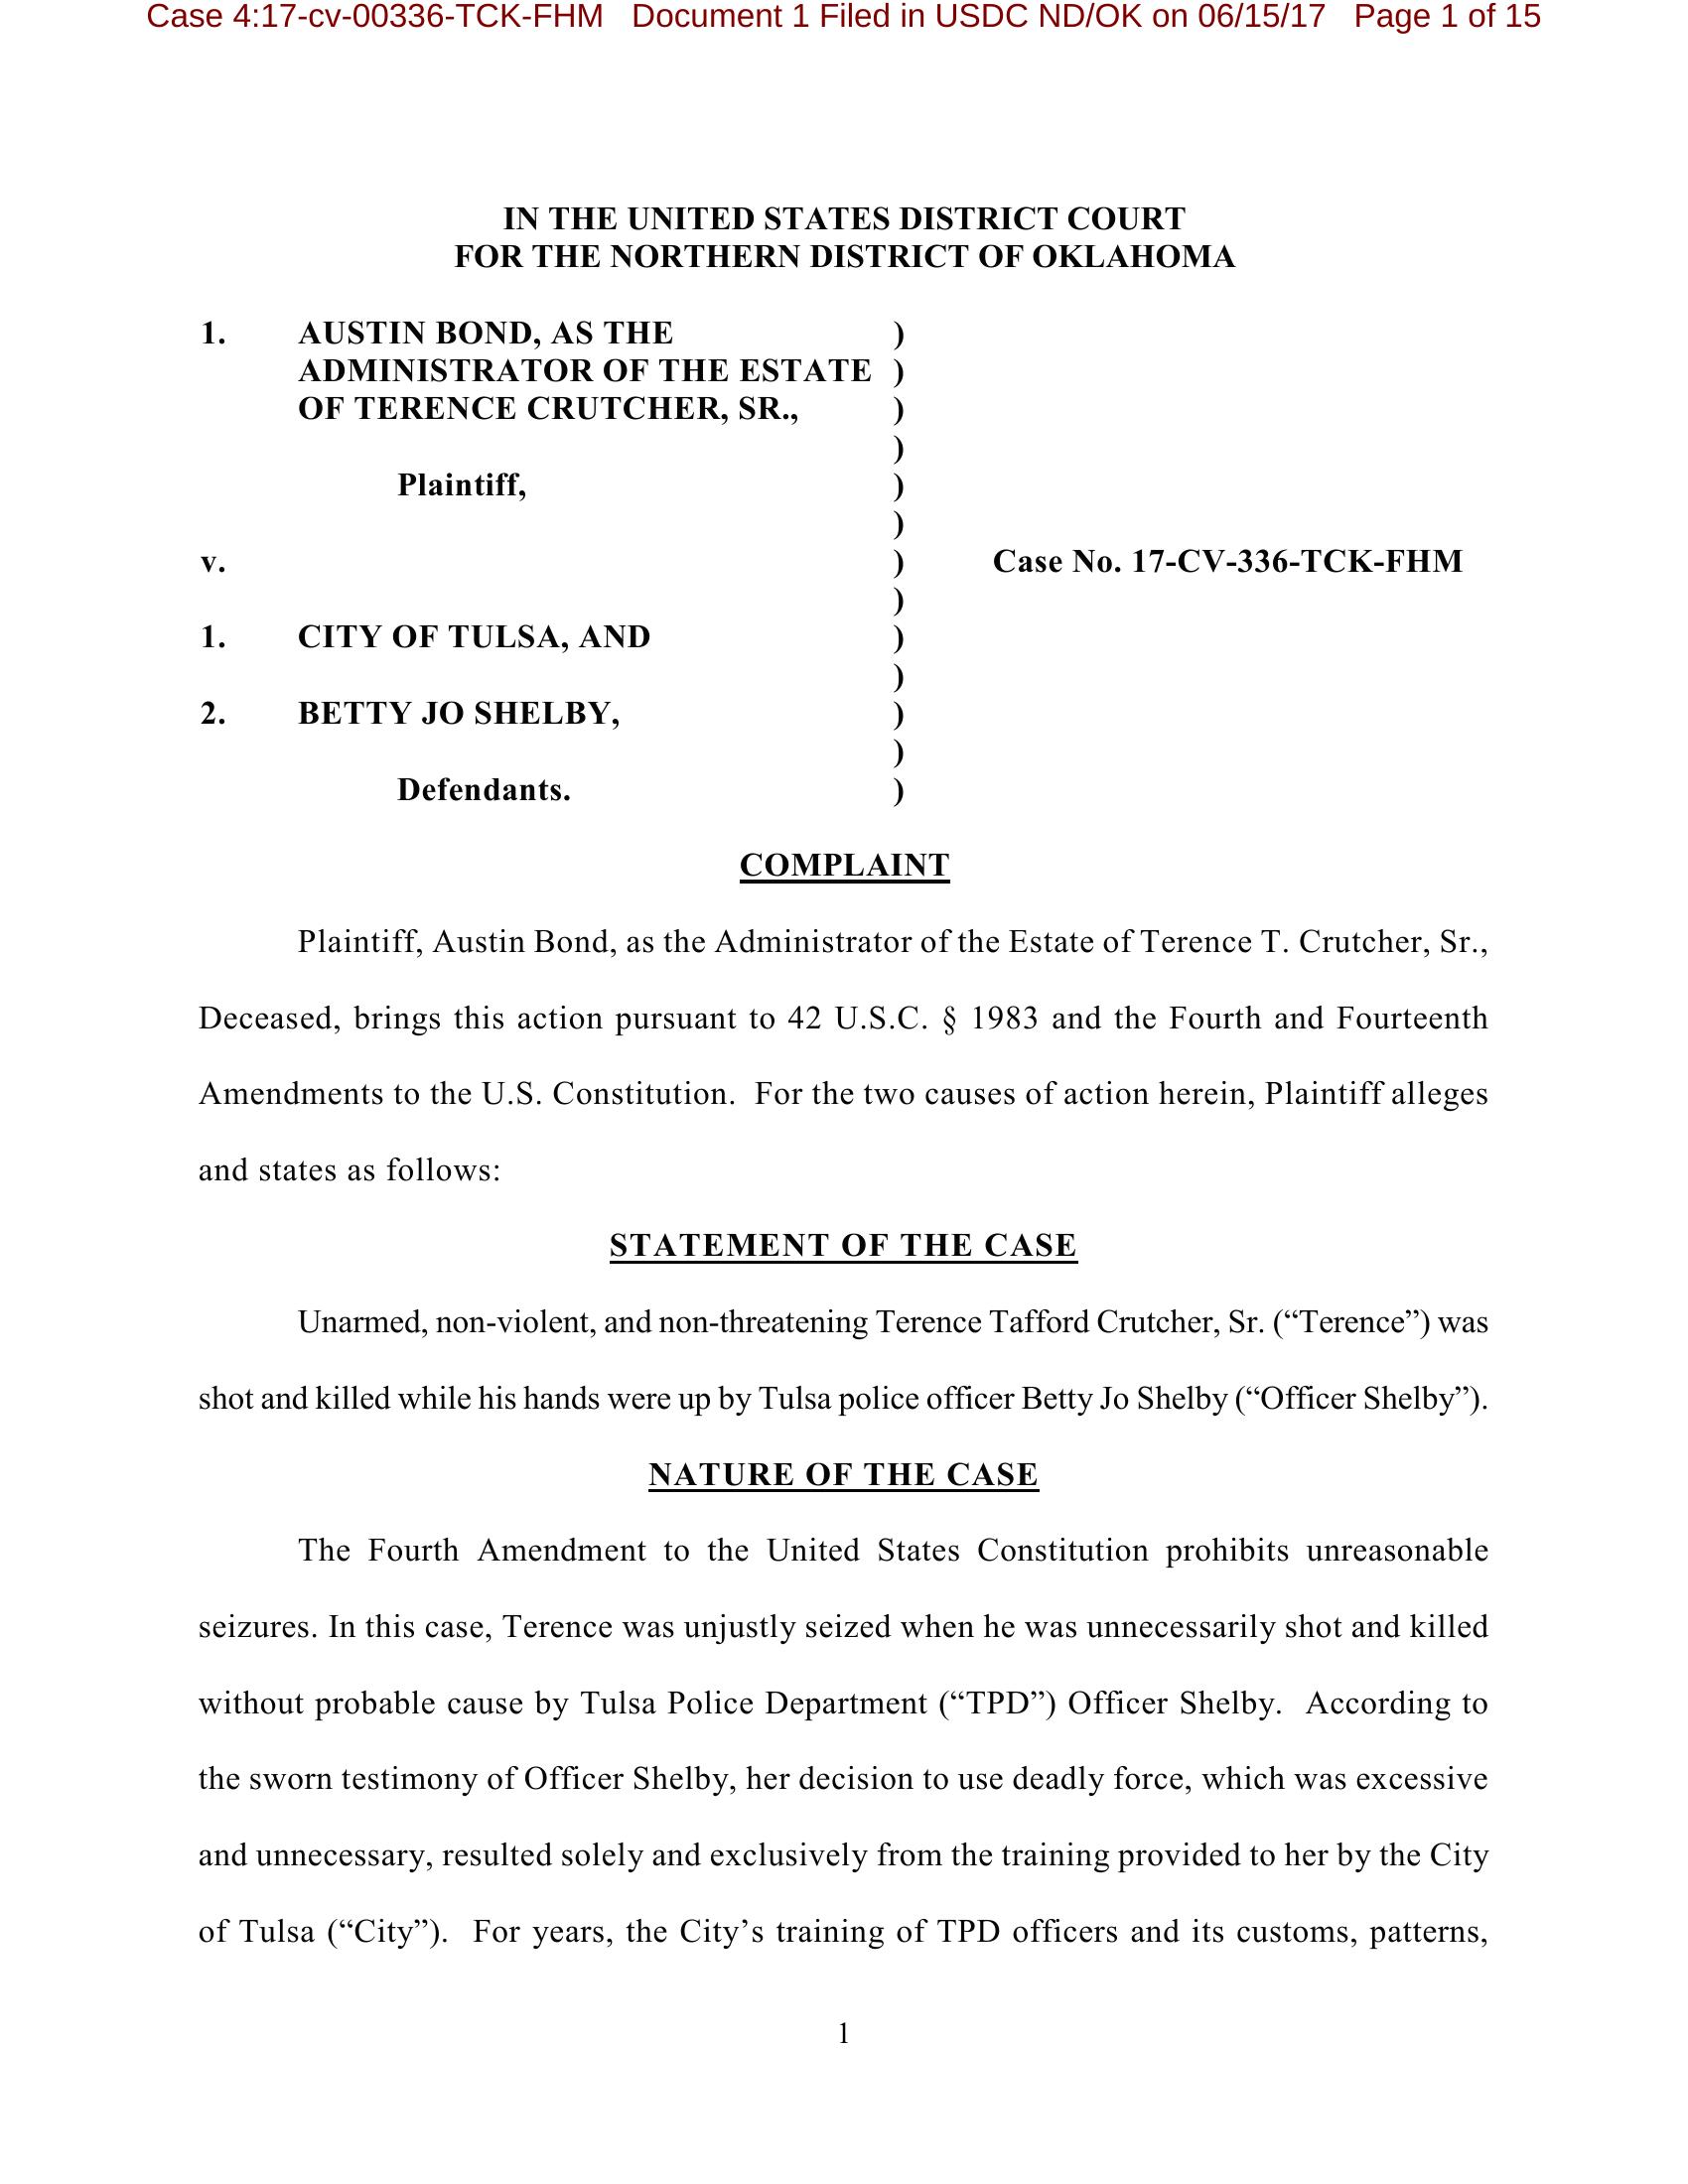 Case 4:17-cv-00336-TCK-FHM Document 1 Filed in USDC ND/OK on 06/15/17 Page 1 of 15
IN THE UNITED STATES DISTRICT COURT
FOR THE NORTHERN DISTRICT OF OKLAHOMA
1. AUSTIN BOND, AS THE )
ADMINISTRATOR OF THE ESTATE )
OF TERENCE CRUTCHER, SR., )
)
Plaintiff, )
)
v. ) Case No. 17-CV-336-TCK-FHM
)
1. CITY OF TULSA, AND )
)
2. BETTY JO SHELBY, )
)
Defendants. )
COMPLAINT
Plaintiff, Austin Bond, as the Administrator of the Estate of Terence T. Crutcher, Sr.,
Deceased, brings this action pursuant to 42 U.S.C. § 1983 and the Fourth and Fourteenth
Amendments to the U.S. Constitution. For the two causes of action herein, Plaintiff alleges
and states as follows:
STATEMENT OF THE CASE
Unarmed, non-violent, and non-threatening Terence Tafford Crutcher, Sr. (“Terence”) was
shot and killed while his hands were up by Tulsa police officer Betty Jo Shelby (“Officer Shelby”).
NATURE OF THE CASE
The Fourth Amendment to the United States Constitution prohibits unreasonable
seizures. In this case, Terence was unjustly seized when he was unnecessarily shot and killed
without probable cause by Tulsa Police Department (“TPD”) Officer Shelby. According to
the sworn testimony of Officer Shelby, her decision to use deadly force, which was excessive
and unnecessary, resulted solely and exclusively from the training provided to her by the City
of Tulsa (“City”). For years, the City’s training of TPD officers and its customs, patterns,
1